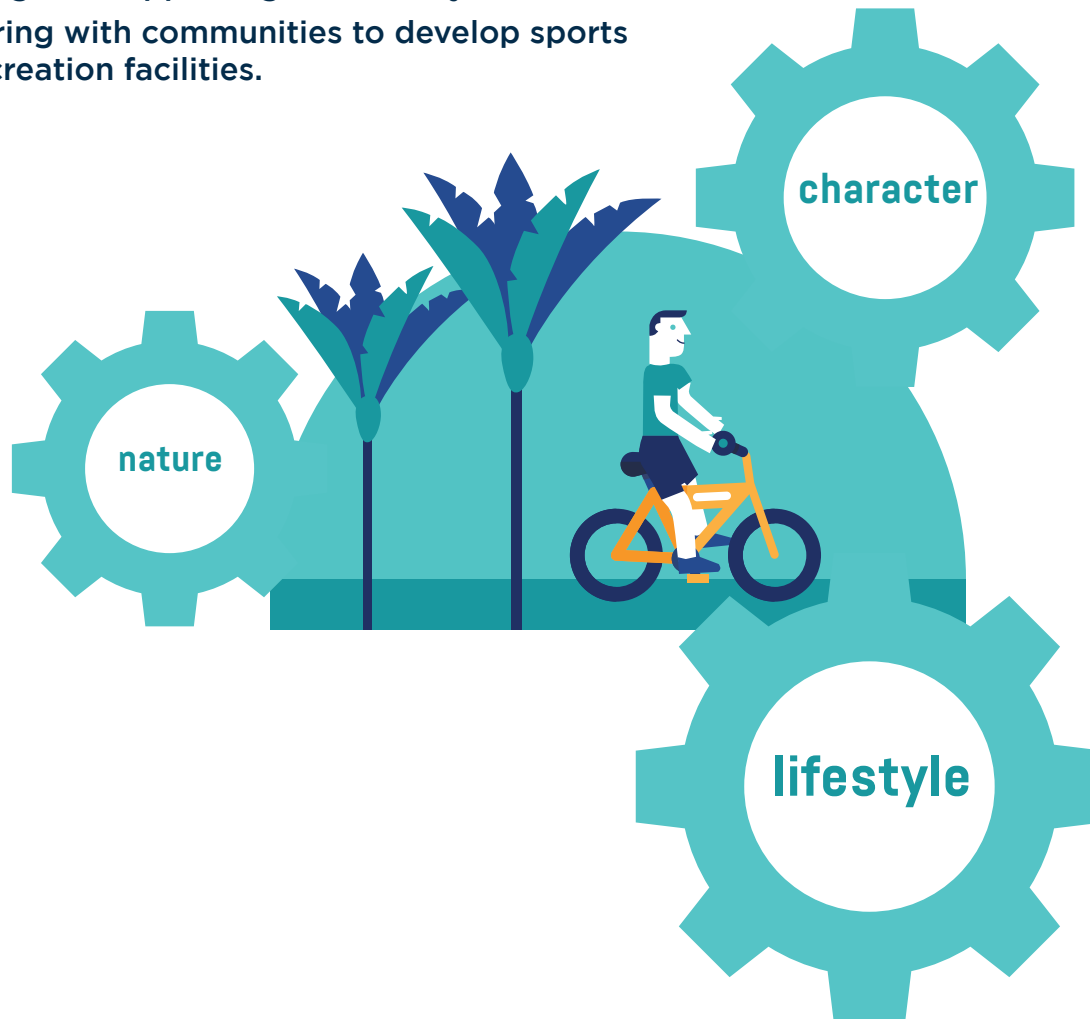 ring with communities to develop sports
creation facilities.
character
nature
lifestyle